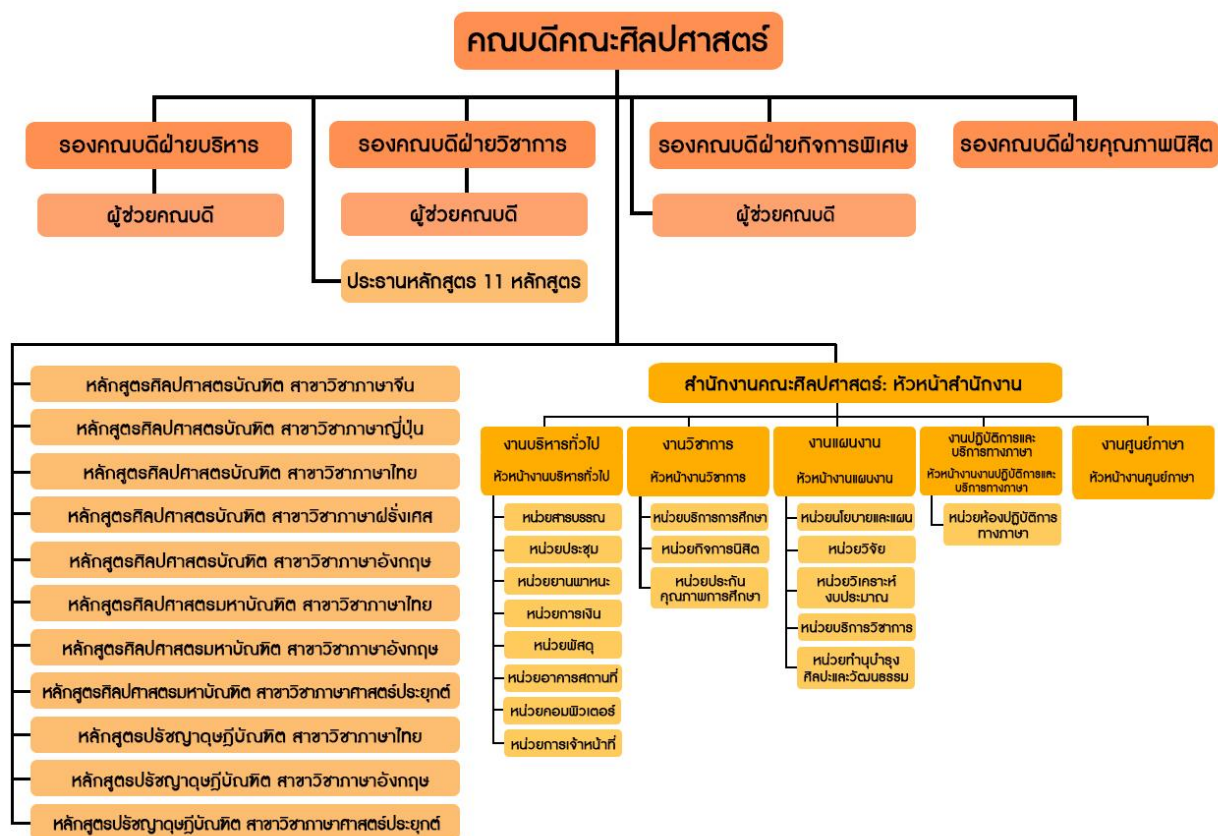 คณบดีคณะศิลปศาสตร์
รองคณบดีฝ่ายบริหาร
รองคณบดีฝ่ายวิชาการ
รองคณบดีฝ่ายกิจการพิเศษ
รองคณบดีฝ่ายคุณภาพนิสิต
ผู้ช่วยคณบดี
ผู้ช่วยคณบดี
ผู้ช่วยคณบดี
ประธานหลักสูตร 11 หลักสูตร
หลักสูตรศิลปศาสตรบัณฑิต สาขาวิชาภาษาจีน
หลักสูตรศิลปศาสตรบัณฑิต สาขาวิชาภาษาญี่ปุ่น
หลักสูตรศิลปศาสตรบัณฑิต สาขาวิชาภาษาไทย
หลักสูตรศิลปศาสตรบัณฑิต สาขาวิชาภาษาฝรั่งเศส
หลักสูตรศิลปศาสตรบัณฑิต สาขาวิชาภาษาอังกฤษ
หลักสูตรศิลปศาสตรมหาบัณฑิต สาขาวิชาภาษาไทย
หลักสูตรศิลปศาสตรมหาบัณฑิต สาขาวิชาภาษาอังกฤษ
หลักสูตรศิลปศาสตรมหาบัณฑิต สาขาวิชาภาษาศาสตร์ประยุกต์
หลักสูตรปรัชญาดุษฎีบัณฑิต สาขาวิชาภาษาไทย
หลักสูตรปรัชญาดุษฎีบัณฑิต สาขาวิชาภาษาอังกฤษ
หลักสูตรปรัชญาดุษฎีบัณฑิต สาขาวิชาภาษาศาสตร์ประยุกต์
สำนักงานคณะศิลปศาสตร์: หัวหน้าสำนักงาน
งานบริหารทั่วไป
หัวหน้างานบริหารทั่วไป
หน่วยสารบรรณ
หน่วยประชุม
หน่วยยานพาหนะ
หน่วยการเงิน
หน่วยพัสดุ
หน่วยอาคารสถานที่
หน่วยคอมพิวเตอร์
หน่วยการเจ้าหน้าที่
งานวิชาการ
หัวหน้างานวิชาการ
หน่วยบริการการศึกษา
หน่วยกิจการนิสิต
หน่วยประกัน
คุณภาพการศึกษา
งานแผนงาน
หัวหน้างานแผนงาน
หน่วยนโยบายและแผน
หน่วยวิจัย
หน่วยวิเคราะห์
งบประมาณ
หน่วยบริการวิชาการ
หน่วยทำนุบำรุง
ศิลปะและวัฒนธรรม
งานปฏิบัติการและ
บริการทางภาษา
หัวหน้างานงานปฏิบัติการและ
บริการทางภาษา
หน่วยห้องปฏิบัติการ
ทางภาษา
งานศูนย์ภาษา
หัวหน้างานศูนย์ภาษา